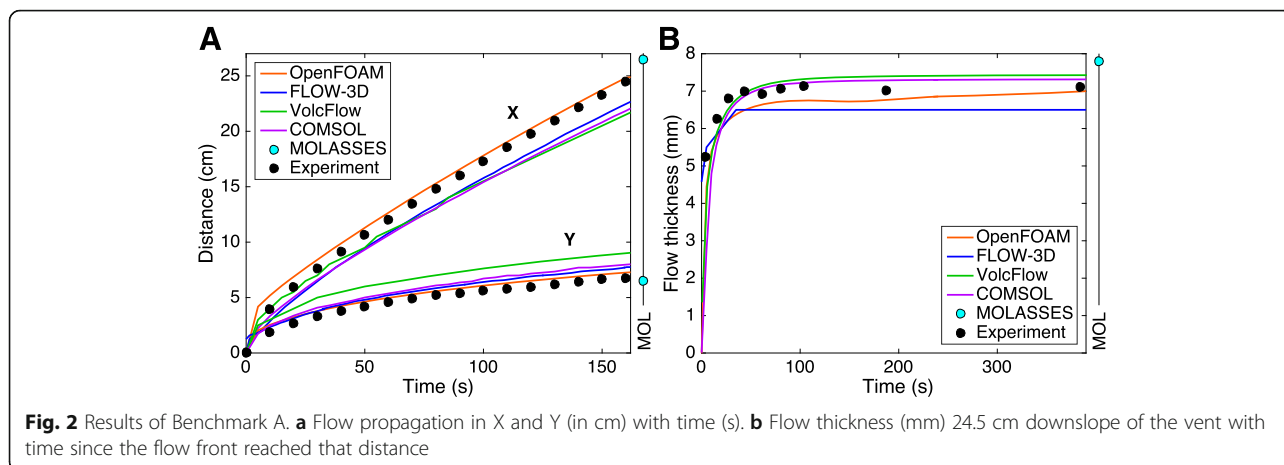 A
25
20
15
10
5
0
Distance (cm)
OpenFOAM
FLOW-3D
VolcFlow
COMSOL
MOLASSES
Experiment
X
Y
0
50
100
150
Time (s)
MOL
B
8
7
6
5
4
3
2
1
0
Flow thickness (mm)
OpenFOAM
FLOW-3D
VolcFlow
COMSOL
MOLASSES
Experiment
0
100
200
300
Time (s)
MOL
Fig. 2 Results of Benchmark A. a Flow propagation in X and Y (in cm) with time (s). b Flow thickness (mm) 24.5 cm downslope of the vent with
time since the flow front reached that distance